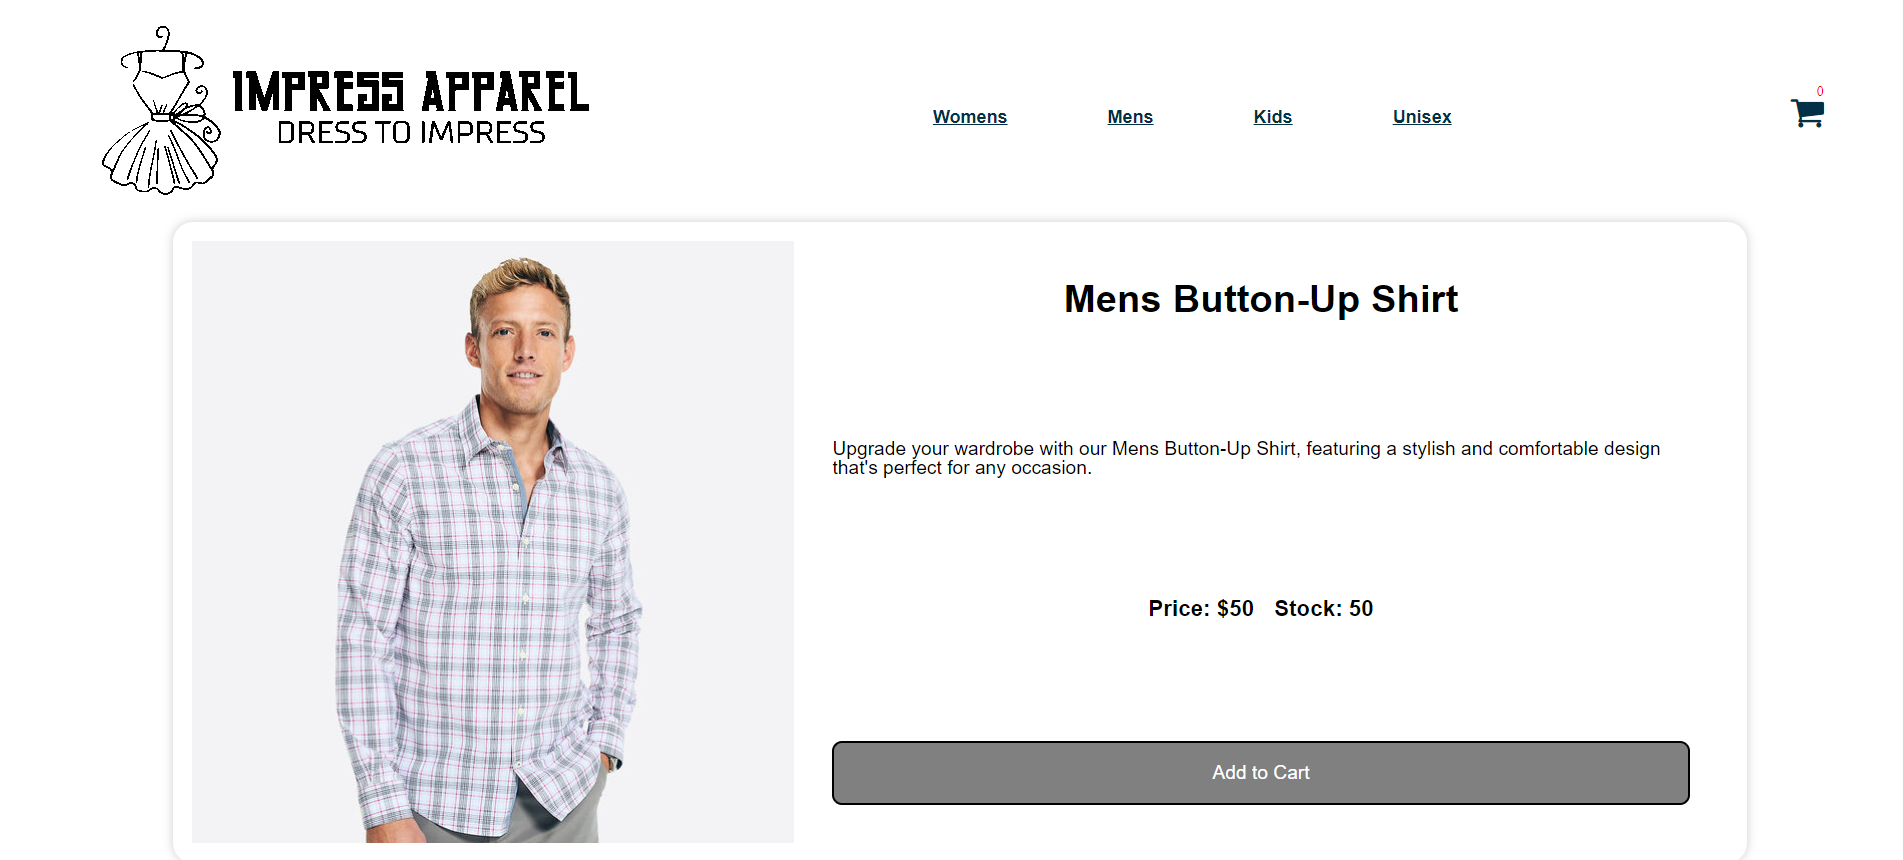 IMPRESS APPAREL
DRESS TO IMPRESS
Womens
Mens
Kids
Unisex
0
Mens Button-Up Shirt
Upgrade your wardrobe with our Mens Button-Up Shirt, featuring a stylish and comfortable design
that's perfect for any occasion.
Price: $50 Stock: 50
Add to Cart